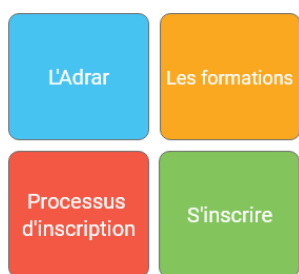 L'Adrar
Les formations
Processus
d'inscription
S'inscrire